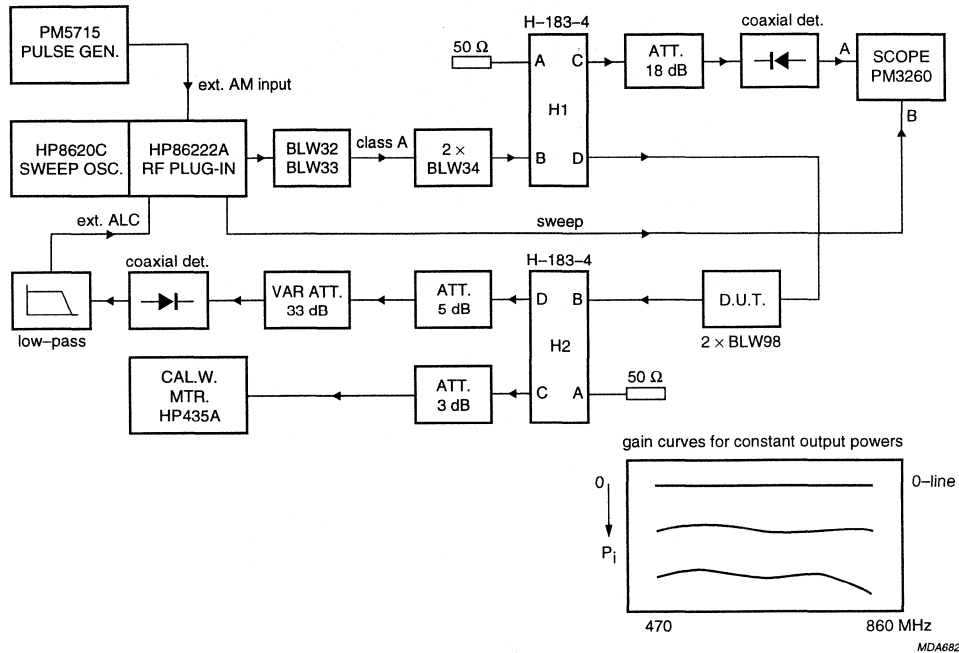 PM5715
PULSE GEN.
ext. AM input
HP8620C
SWEEP OSC.
HP86222A
RF PLUG-IN
BLW32
BLW33
class A
2 ×
BLW34
H-183-4
50 Ω
A
C
H1
B
D
ATT.
18 dB
coaxial det.
A
SCOPE
PM3260
B
ext. ALC
sweep
low-pass
coaxial det.
VAR ATT.
33 dB
ATT.
5 dB
H-183-4
D
B
H2
C
A
D.U.T.
2 × BLW98
50 Ω
CAL.W.
MTR.
HP435A
ATT.
3 dB
gain curves for constant output powers
0
0-line
Pi
470
860 MHz
MDA682